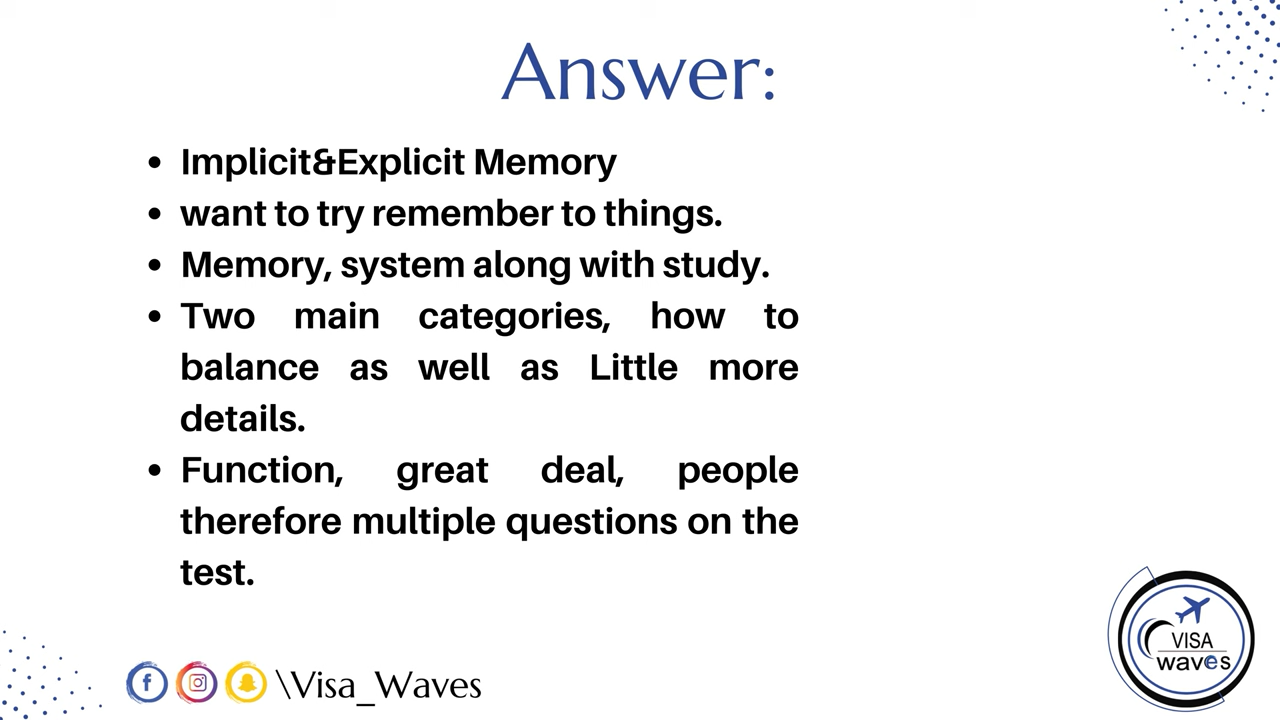 Answer:
• Implicit&Explicit Memory
• want to try remember to things.
• Memory, system along with study.
• Two main categories, how to
balance as well as Little more
details.
• Function, great deal, people
therefore multiple questions on the
test.
\Visa_Waves
VISA
waves